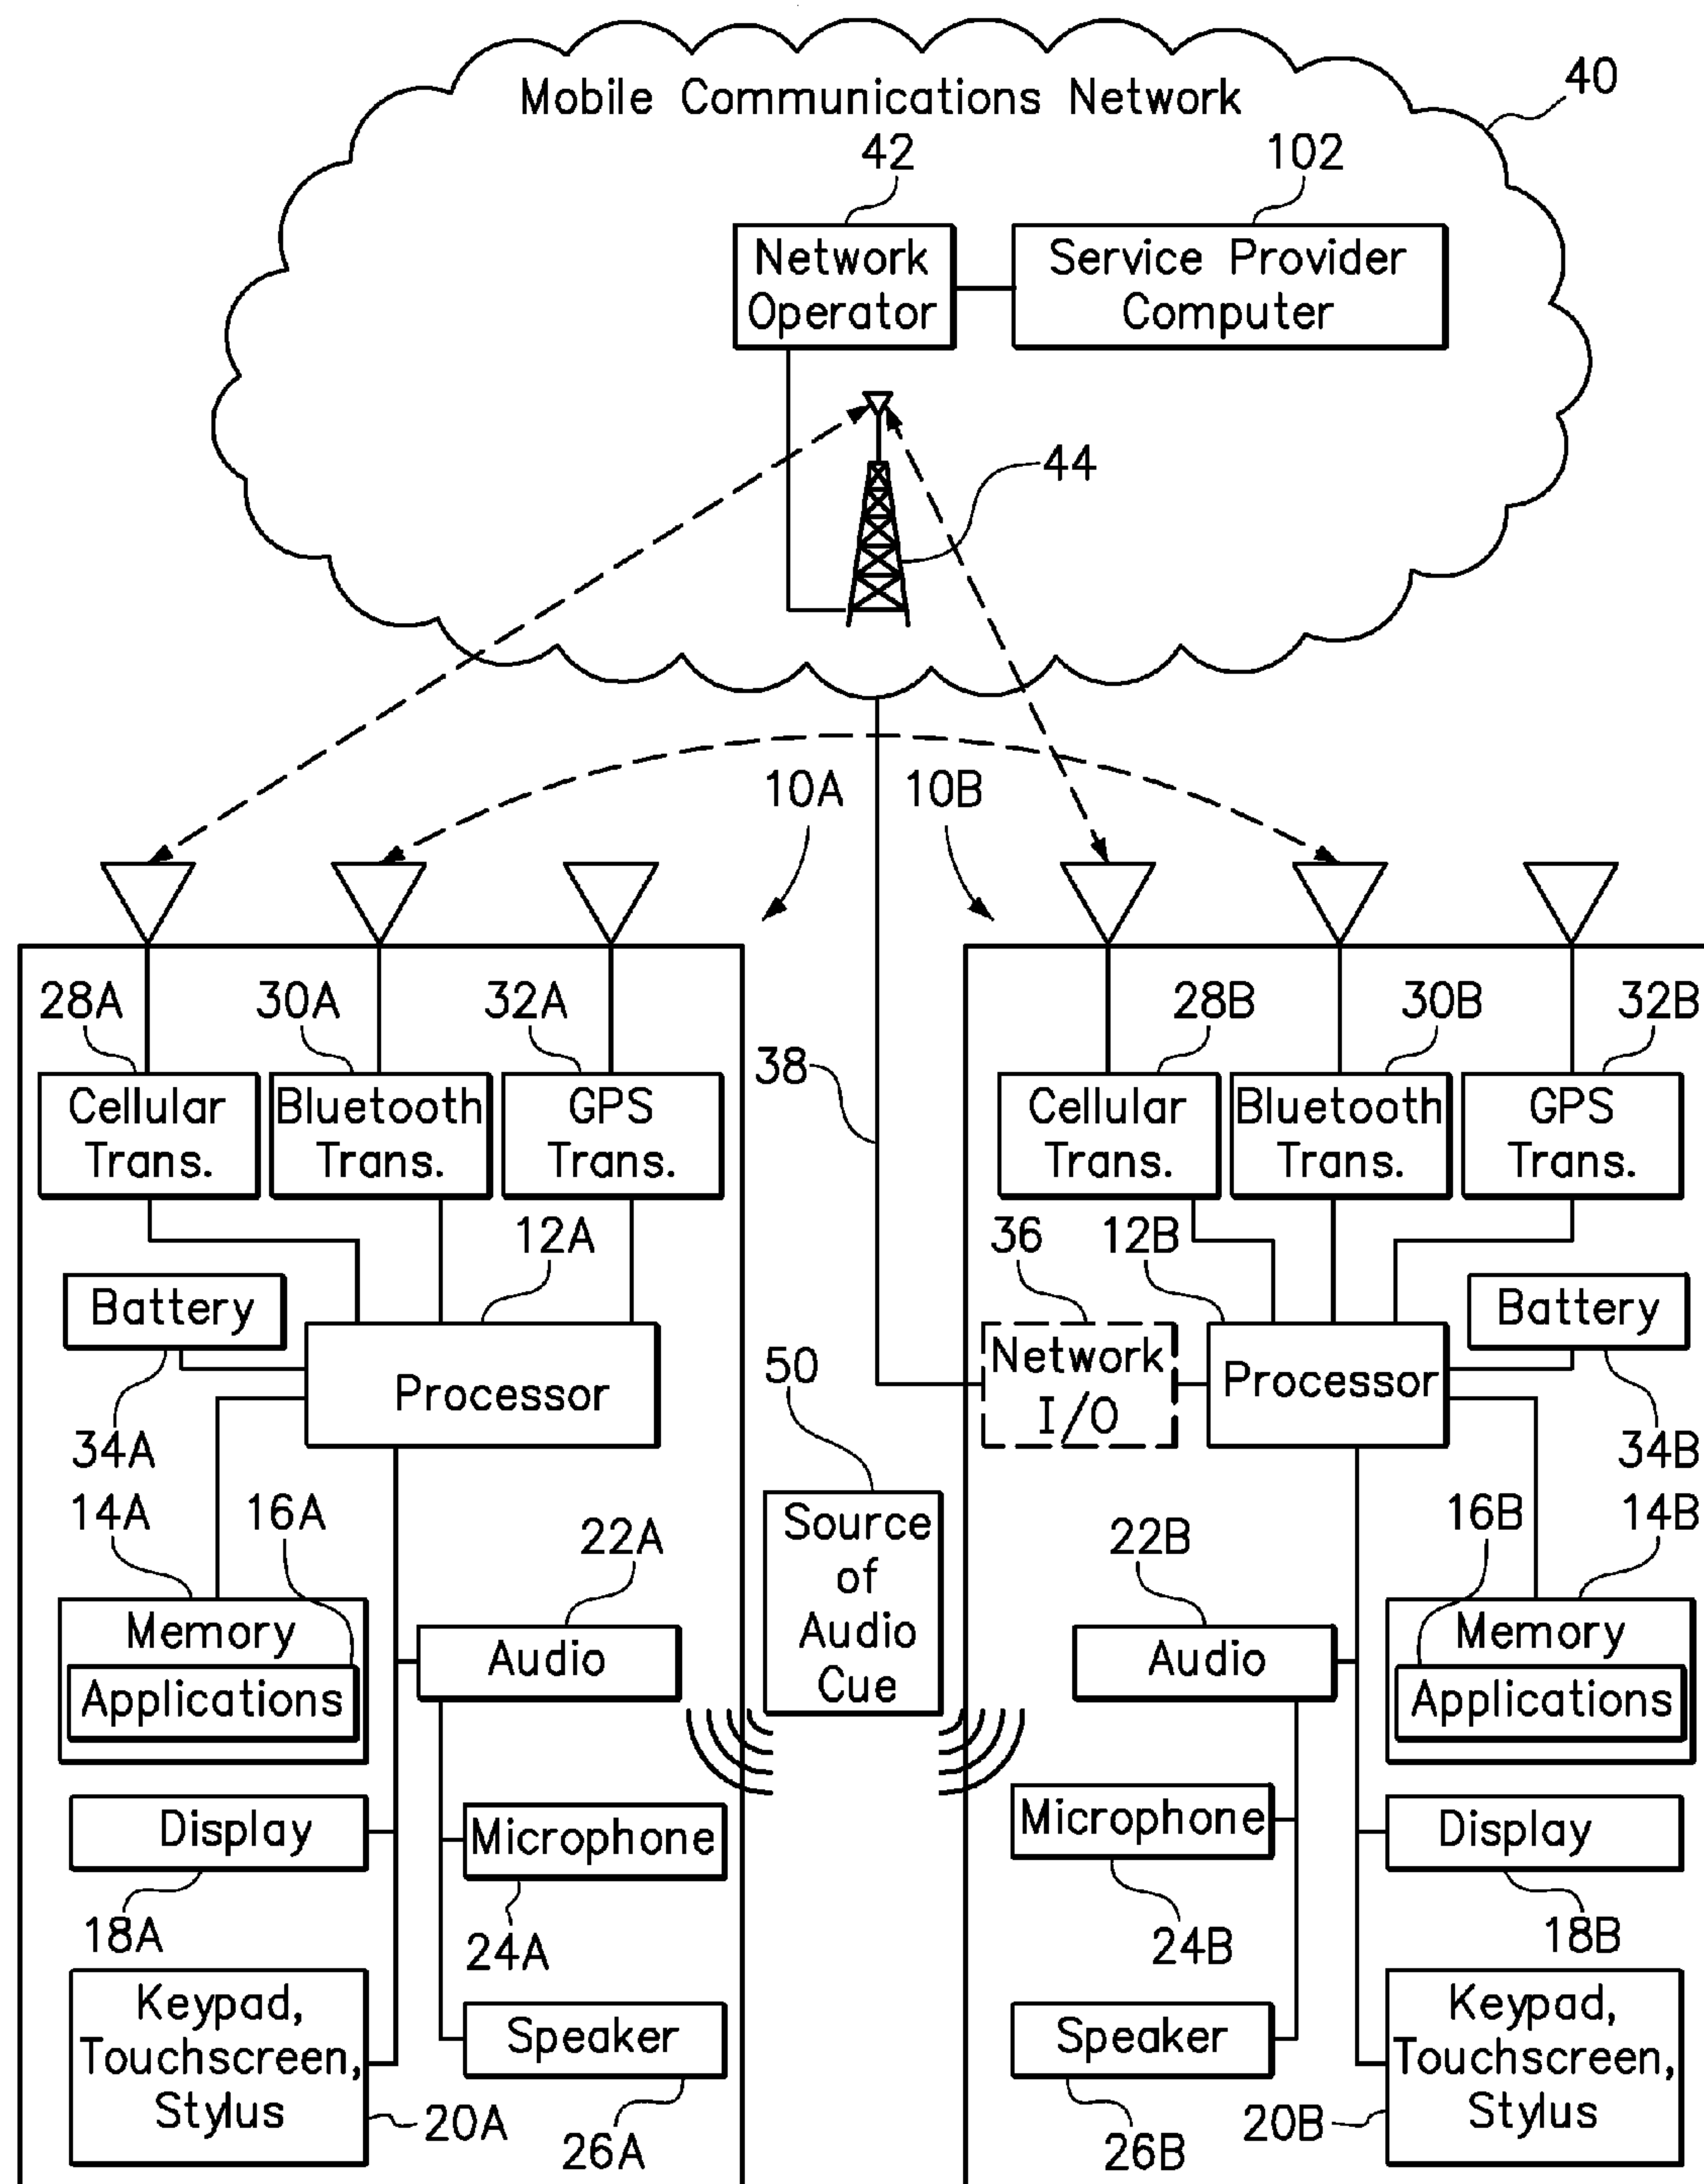 Mobile Communications Network
40
42
102
Network
Operator
Service Provider
Computer
44
10A
10B
28A
30A
32A
Cellular
Trans.
Bluetooth
Trans.
GPS
Trans.
12A
Battery
34A
Processor
14A
16A
22A
Memory
Applications
Audio
Display
18A
Microphone
24A
Keypad,
Touchscreen,
Stylus
20A
Speaker
26A
38
50
Source
of
Audio
Cue
28B
30B
32B
Cellular
Trans.
Bluetooth
Trans.
GPS
Trans.
36
12B
Network
I/O
Processor
Battery
34B
22B
16B
14B
Audio
Memory
Applications
Microphone
24B
Display
18B
Speaker
26B
Keypad,
Touchscreen,
Stylus
20B